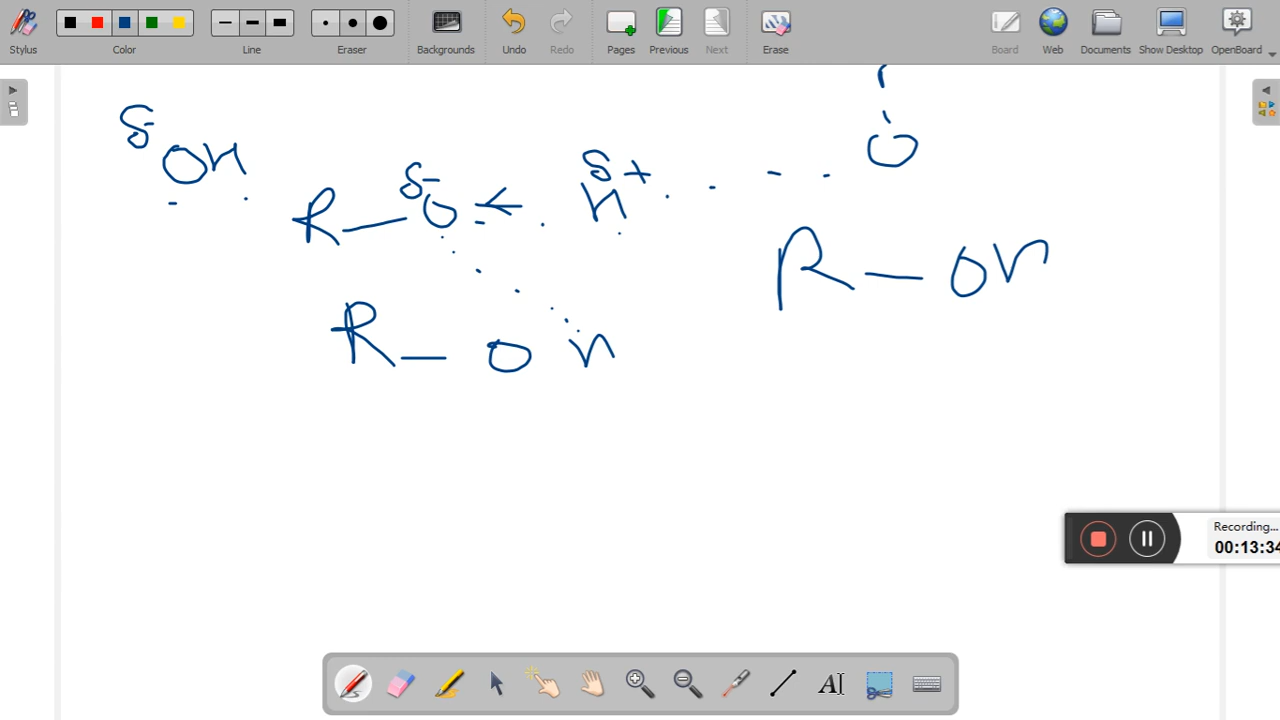 Stylus Color Line Eraser Backgrounds Undo Redo Pages Previous Next Erase Board Web Documents Show Desktop OpenBoard
δ
OH
R—O
δ-
H
δ+
O
R—OH
R—O H
Recording...
00:13:34